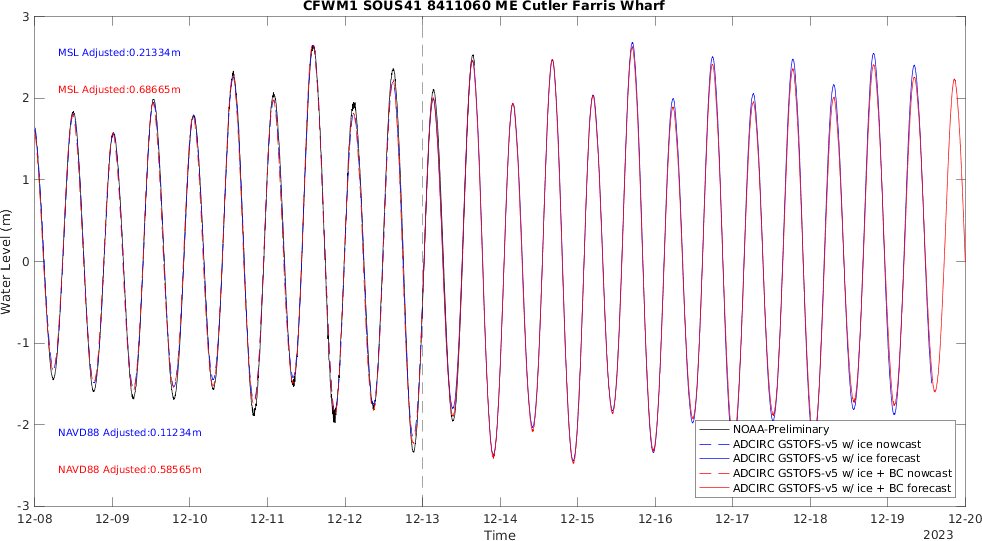 CFWM1 SOUS41 8411060 ME Cutler Farris Wharf
3
2
1
0
-1
-2
-3
Water Level (m)
MSL Adjusted:0.21334m
MSL Adjusted:0.68665m
NAVD88 Adjusted:0.11234m
NAVD88 Adjusted:0.58565m
NOAA-Preliminary
ADCIRC GSTOFS-v5 w/ ice nowcast
ADCIRC GSTOFS-v5 w/ ice forecast
ADCIRC GSTOFS-v5 w/ ice + BC nowcast
ADCIRC GSTOFS-v5 w/ ice + BC forecast
12-08 12-09 12-10 12-11 12-12 12-13 12-14 12-15 12-16 12-17 12-18 12-19 12-20
Time
2023